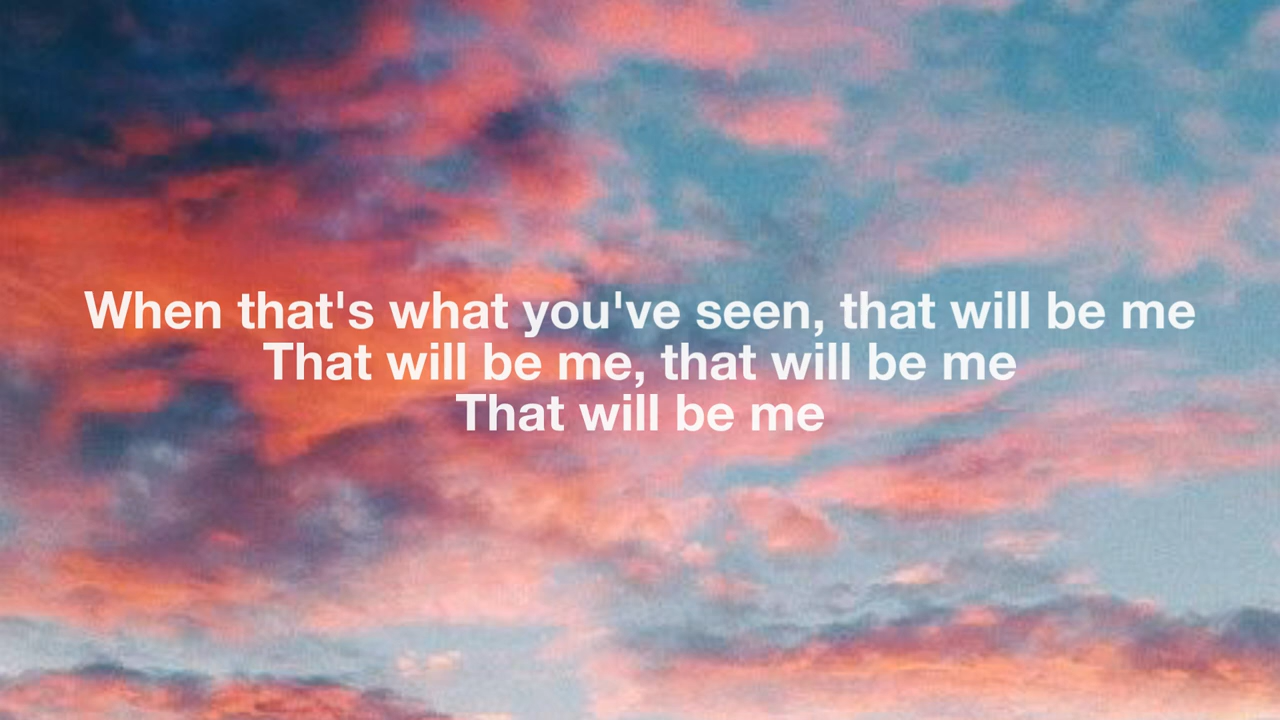 When that's what you've seen, that will be me
That will be me, that will be me
That will be me